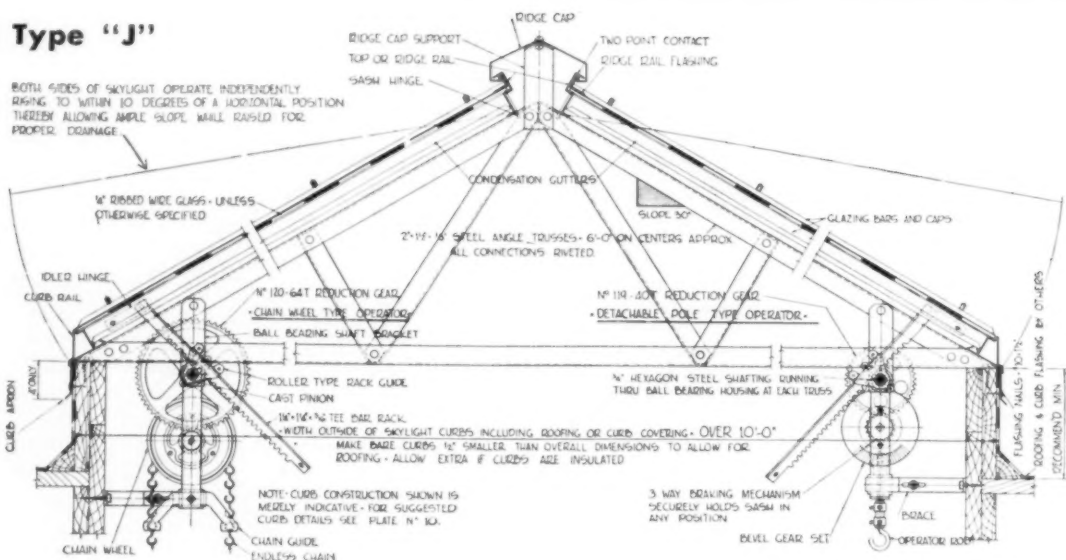 Type "J"
RIDGE CAP
RIDGE CAP SUPPORT
TOP OR RIDGE RAIL
SASH HINGE
TWO POINT CONTACT
RIDGE RAIL FLASHING
BOTH SIDES OF SKYLIGHT OPERATE INDEPENDENTLY
RISING TO WITHIN 10 DEGREES OF A HORIZONTAL POSITION
THEREBY ALLOWING AMPLE SLOPE WHILE RAISED FOR
PROPER DRAINAGE
CONDENSATION GUTTERS
¼" RIBBED WIRE GLASS - UNLESS
OTHERWISE SPECIFIED
SLOPE 30°
GLAZING BARS AND CAPS
STEEL ANGLE TRUSSES - 6'-0" ON CENTERS APPROX
ALL CONNECTIONS RIVETED
IDLER HINGE
CURB RAIL
Nº 120-64T REDUCTION GEAR
- CHAIN WHEEL TYPE OPERATOR -
BALL BEARING SHAFT BRACKET
Nº 119-40T REDUCTION GEAR
- DETACHABLE POLE TYPE OPERATOR -
4" ONLY
CURB APRON
ROLLER TYPE RACK GUIDE
CAST PINION
TEE BAR RACK
¾" HEXAGON STEEL SHAFTING RUNNING
THRU BALL BEARING HOUSING AT EACH TRUSS
- WIDTH OUTSIDE OF SKYLIGHT CURBS INCLUDING ROOFING OR CURB COVERING - OVER 10'-0"
MAKE BARE CURBS ½" SMALLER THAN OVERALL DIMENSIONS TO ALLOW FOR
ROOFING - ALLOW EXTRA IF CURBS ARE INSULATED
FLASHING NAILS
ROOFING & CURB FLASHING BY OTHERS
RECOMM'D MIN
NOTE - CURB CONSTRUCTION SHOWN IS
MERELY INDICATIVE - FOR SUGGESTED
CURB DETAILS SEE PLATE Nº 10.
3 WAY BRAKING MECHANISM
SECURELY HOLDS SASH IN
ANY POSITION
BRACE
CHAIN WHEEL
CHAIN GUIDE
ENDLESS CHAIN
BEVEL GEAR SET
OPERATOR ROD